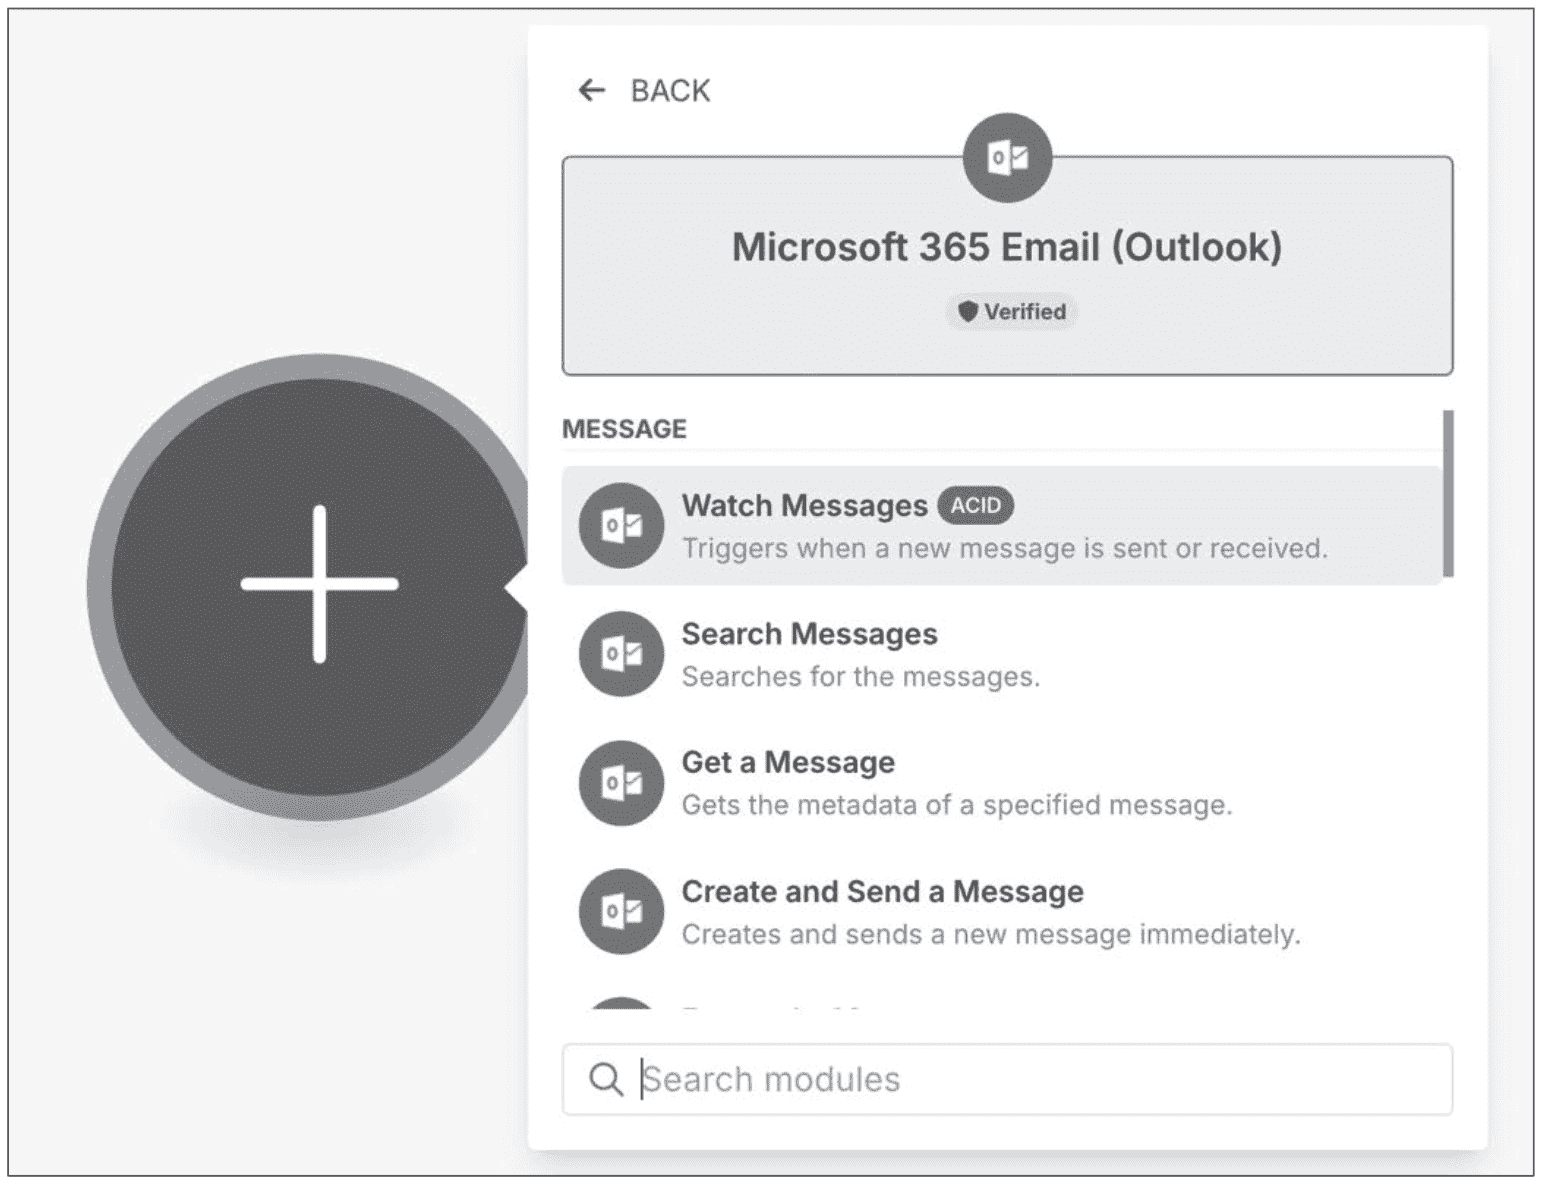 BACK
Microsoft 365 Email (Outlook)
Verified
MESSAGE
Watch Messages ACID
Triggers when a new message is sent or received.
Search Messages
Searches for the messages.
Get a Message
Gets the metadata of a specified message.
Create and Send a Message
Creates and sends a new message immediately.
Search modules